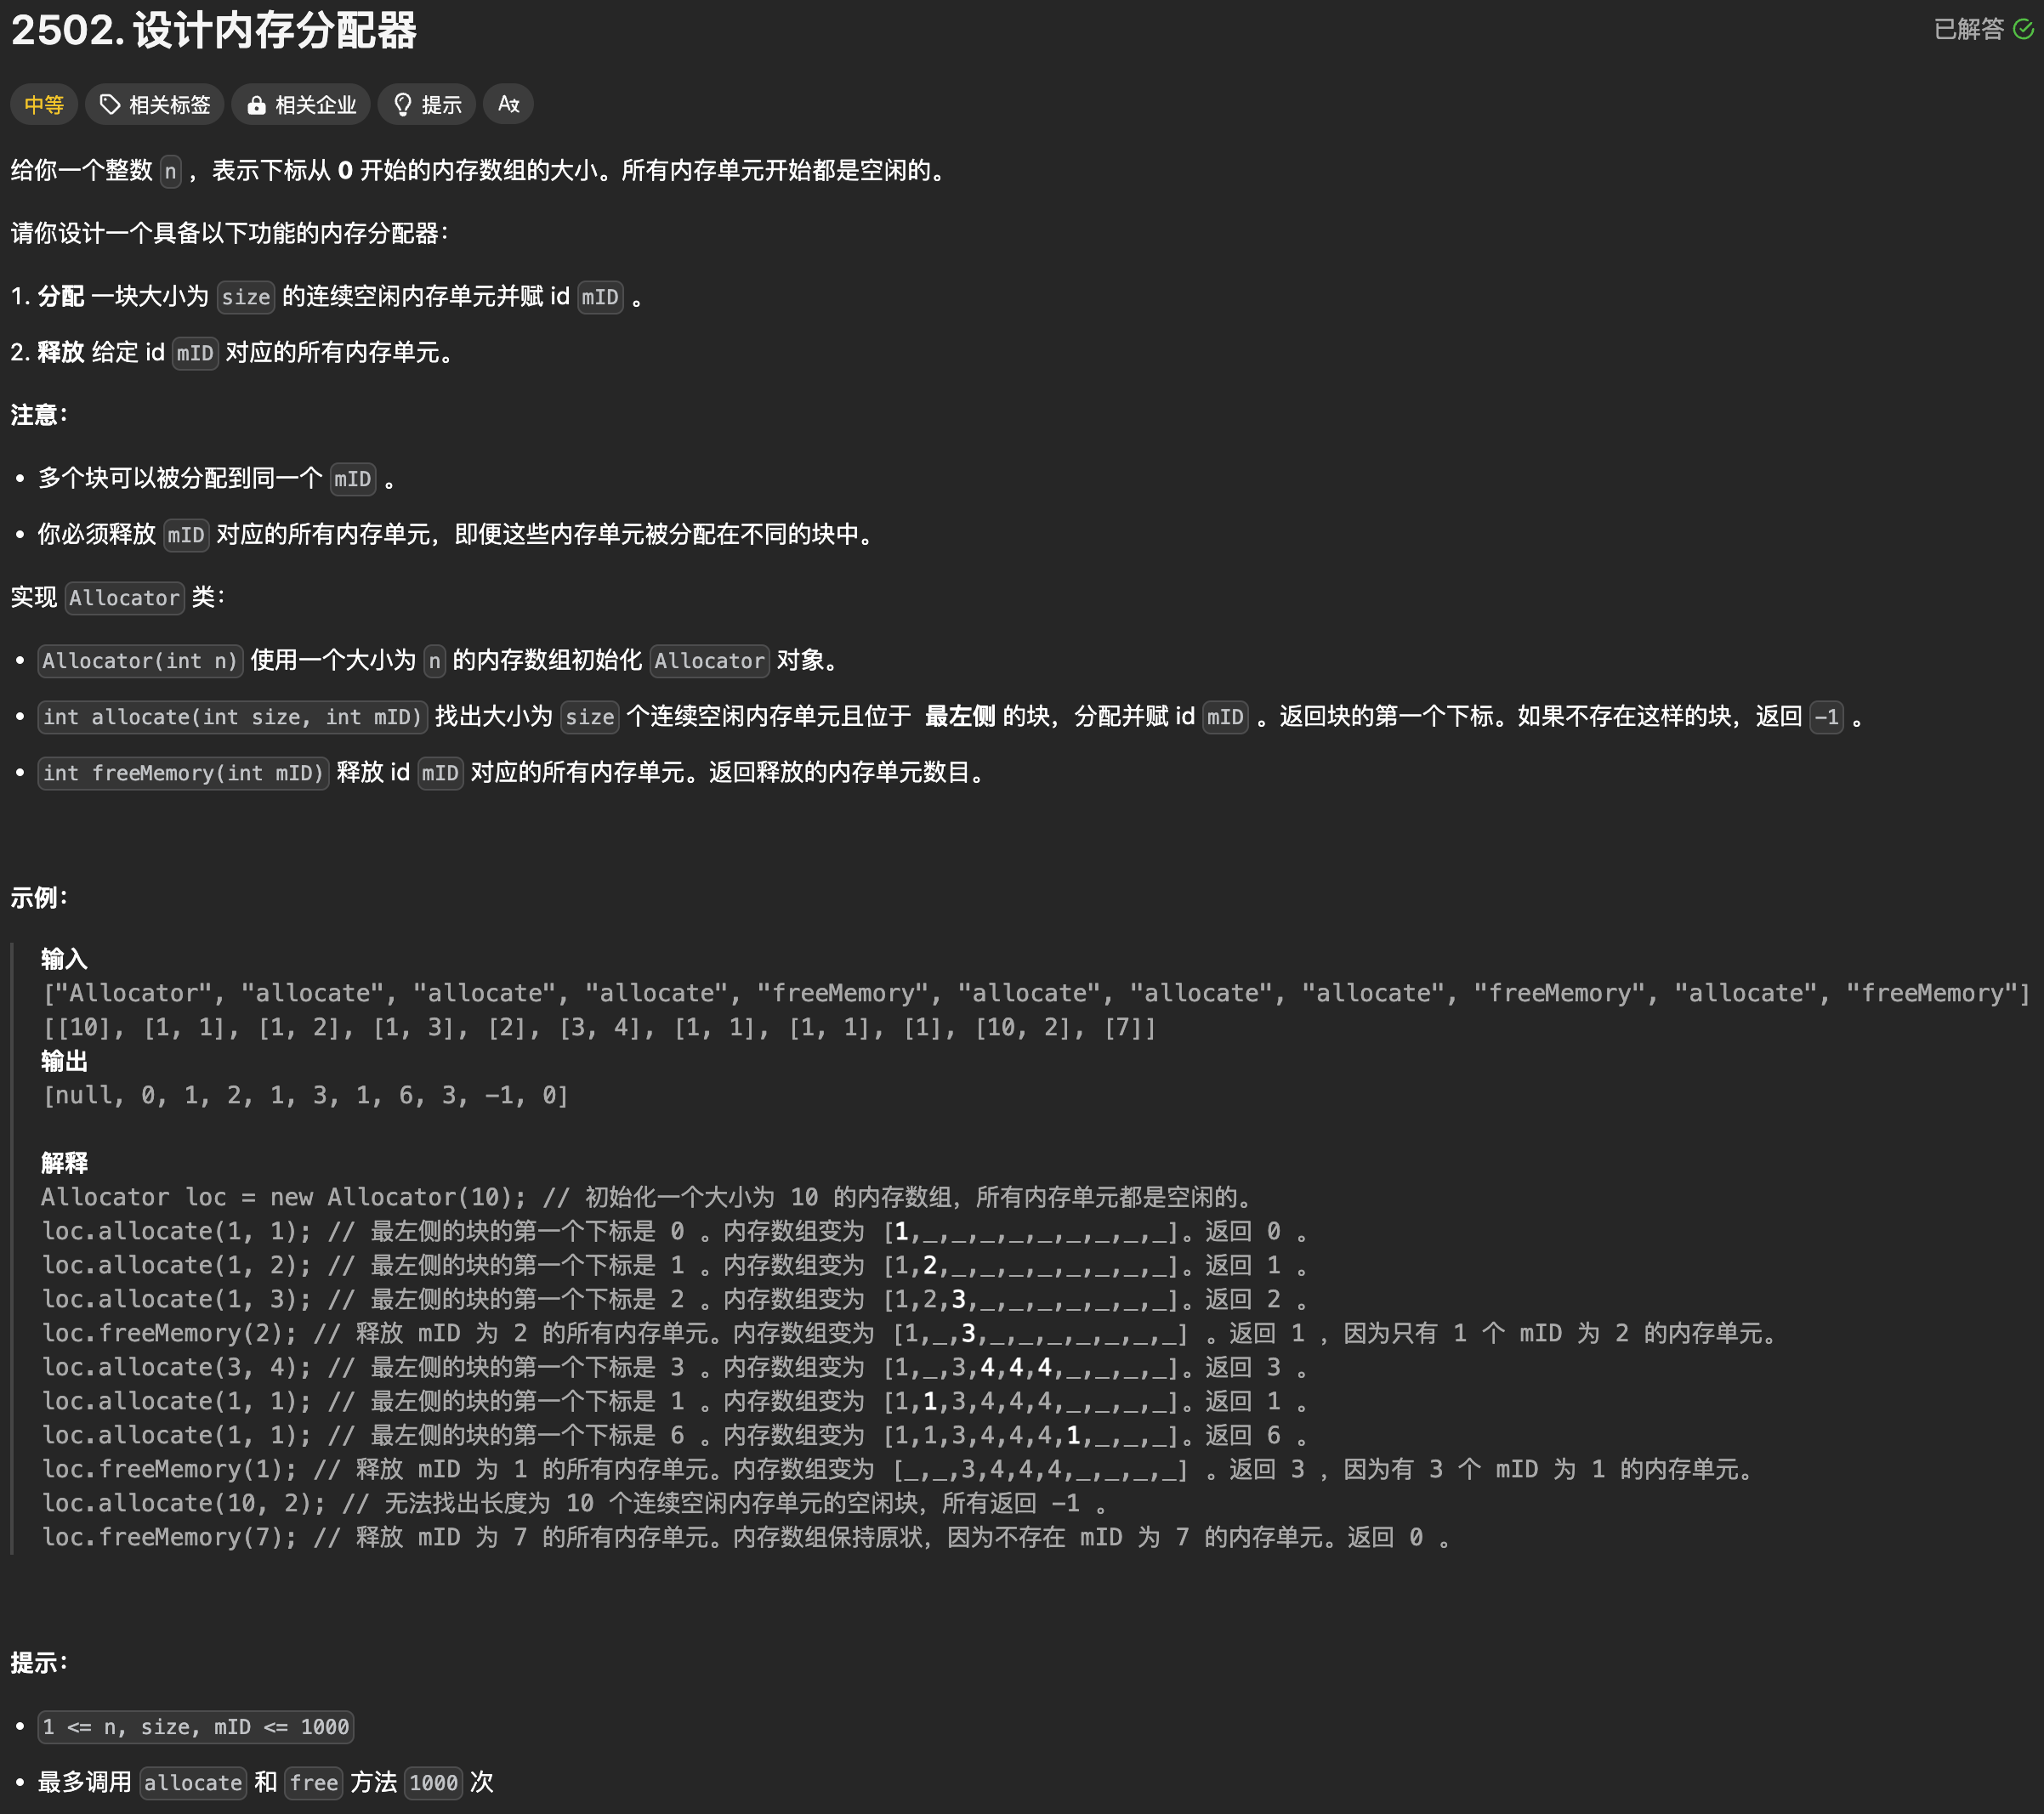 2502. 设计内存分配器
已解答
中等 相关标签 相关企业 提示
给你一个整数 n ，表示下标从 0 开始的内存数组的大小。所有内存单元开始都是空闲的。
请你设计一个具备以下功能的内存分配器：
1. 分配 一块大小为 size 的连续空闲内存单元并赋 id mID 。
2. 释放 给定 id mID 对应的所有内存单元。
注意：
• 多个块可以被分配到同一个 mID 。
• 你必须释放 mID 对应的所有内存单元，即便这些内存单元被分配在不同的块中。
实现 Allocator 类：
• Allocator(int n) 使用一个大小为 n 的内存数组初始化 Allocator 对象。
• int allocate(int size, int mID) 找出大小为 size 个连续空闲内存单元且位于 最左侧 的块，分配并赋 id mID 。返回块的第一个下标。如果不存在这样的块，返回 -1 。
• int freeMemory(int mID) 释放 id mID 对应的所有内存单元。返回释放的内存单元数目。
示例：
输入
["Allocator", "allocate", "allocate", "allocate", "freeMemory", "allocate", "allocate", "allocate", "freeMemory", "allocate", "freeMemory"]
[[10], [1, 1], [1, 2], [1, 3], [2], [3, 4], [1, 1], [1, 1], [1], [10, 2], [7]]
输出
[null, 0, 1, 2, 1, 3, 1, 6, 3, -1, 0]
解释
Allocator loc = new Allocator(10); // 初始化一个大小为 10 的内存数组，所有内存单元都是空闲的。
loc.allocate(1, 1); // 最左侧的块的第一个下标是 0 。内存数组变为 [1,_,_,_,_,_,_,_,_,_]。返回 0 。
loc.allocate(1, 2); // 最左侧的块的第一个下标是 1 。内存数组变为 [1,2,_,_,_,_,_,_,_,_]。返回 1 。
loc.allocate(1, 3); // 最左侧的块的第一个下标是 2 。内存数组变为 [1,2,3,_,_,_,_,_,_,_]。返回 2 。
loc.freeMemory(2); // 释放 mID 为 2 的所有内存单元。内存数组变为 [1,_,3,_,_,_,_,_,_,_] 。返回 1 ，因为只有 1 个 mID 为 2 的内存单元。
loc.allocate(3, 4); // 最左侧的块的第一个下标是 3 。内存数组变为 [1,_,3,4,4,4,_,_,_,_]。返回 3 。
loc.allocate(1, 1); // 最左侧的块的第一个下标是 1 。内存数组变为 [1,1,3,4,4,4,_,_,_,_]。返回 1 。
loc.allocate(1, 1); // 最左侧的块的第一个下标是 6 。内存数组变为 [1,1,3,4,4,4,1,_,_,_]。返回 6 。
loc.freeMemory(1); // 释放 mID 为 1 的所有内存单元。内存数组变为 [_,_,3,4,4,4,_,_,_,_] 。返回 3 ，因为有 3 个 mID 为 1 的内存单元。
loc.allocate(10, 2); // 无法找出长度为 10 个连续空闲内存单元的空闲块，所有返回 -1 。
loc.freeMemory(7); // 释放 mID 为 7 的所有内存单元。内存数组保持原状，因为不存在 mID 为 7 的内存单元。返回 0 。
提示：
• 1 <= n, size, mID <= 1000
• 最多调用 allocate 和 free 方法 1000 次